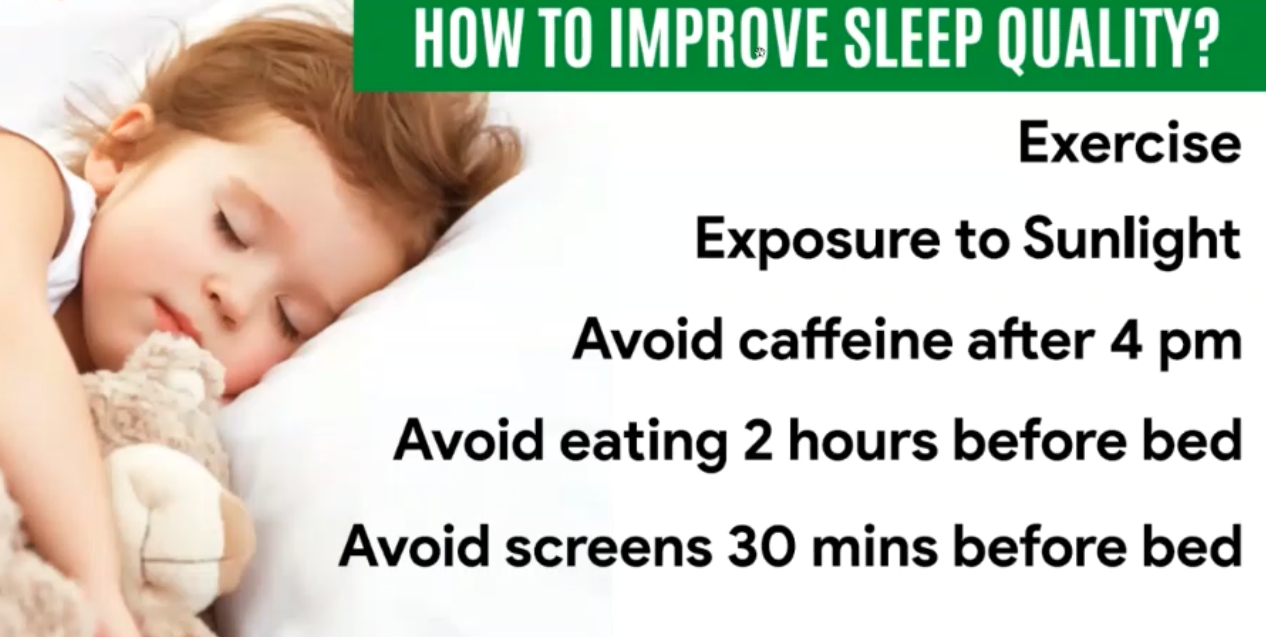 HOW TO IMPROVE SLEEP QUALITY?
Exercise
Exposure to Sunlight
Avoid caffeine after 4 pm
Avoid eating 2 hours before bed
Avoid screens 30 mins before bed